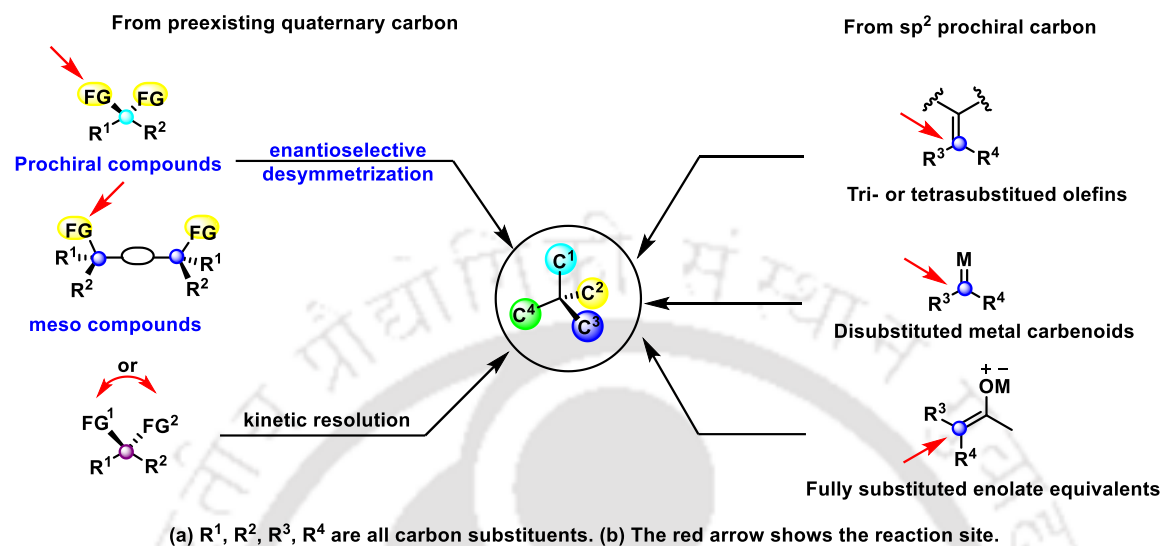 From preexisting quaternary carbon
FG FG
R¹ R²
Prochiral compounds
enantioselective
desymmetrization
FG FG
R¹ R¹
R² R²
meso compounds
or
FG¹ FG²
R¹ R²
kinetic resolution
C¹
C²
C⁴
C³
From sp² prochiral carbon
R³ R⁴
Tri- or tetrasubstitued olefins
M
R³ R⁴
Disubstituted metal carbenoids
+ −
OM
R³
R⁴
Fully substituted enolate equivalents
(a) R¹, R², R³, R⁴ are all carbon substituents. (b) The red arrow shows the reaction site.
प्रौद्योगिकी संस्थान